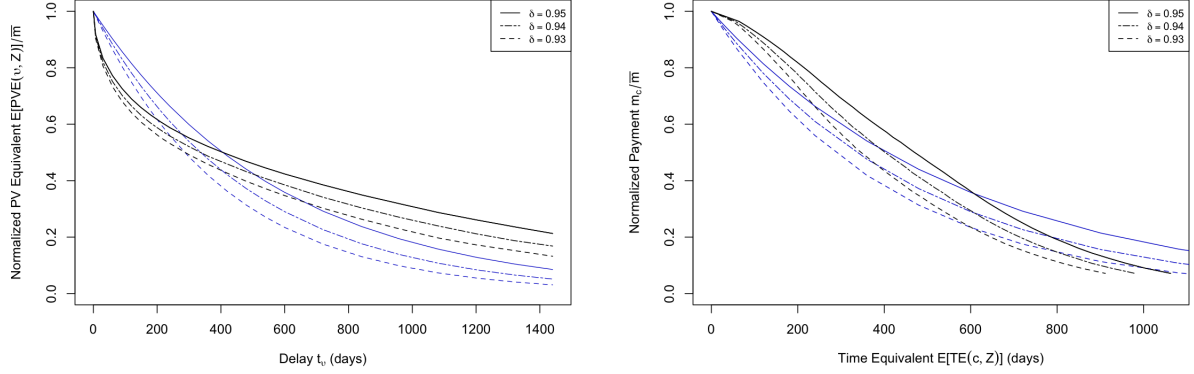 Normalized PV Equivalent E[PVE(υ, Z)]/m̅
1.0
0.8
0.6
0.4
0.2
0.0
0 200 400 600 800 1000 1200 1400
Delay t_υ (days)
δ = 0.95
δ = 0.94
δ = 0.93
Normalized Payment m_c/m̅
1.0
0.8
0.6
0.4
0.2
0.0
0 200 400 600 800 1000
Time Equivalent E[TE(c, Z)] (days)
δ = 0.95
δ = 0.94
δ = 0.93